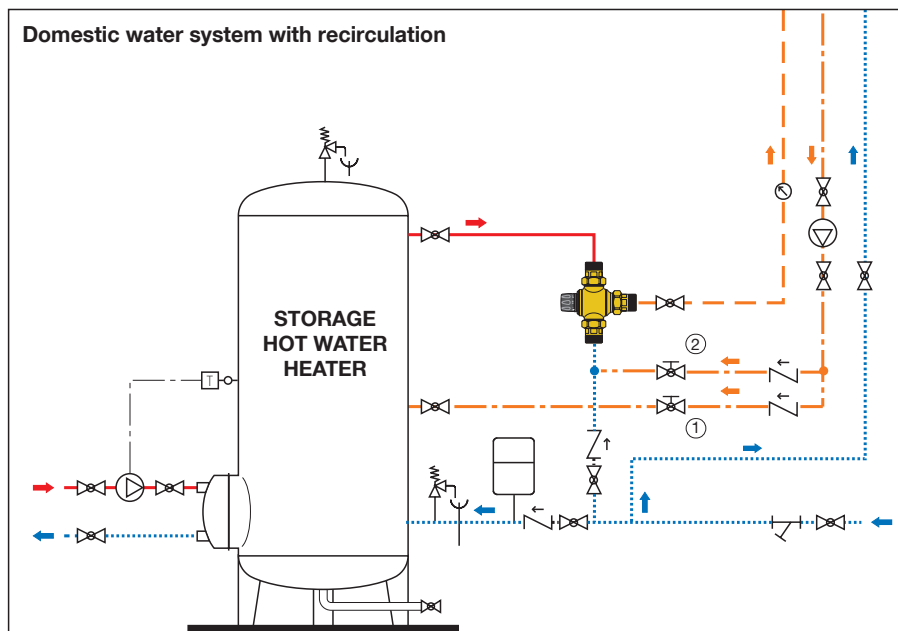 Domestic water system with recirculation
STORAGE
HOT WATER
HEATER
2
T
1